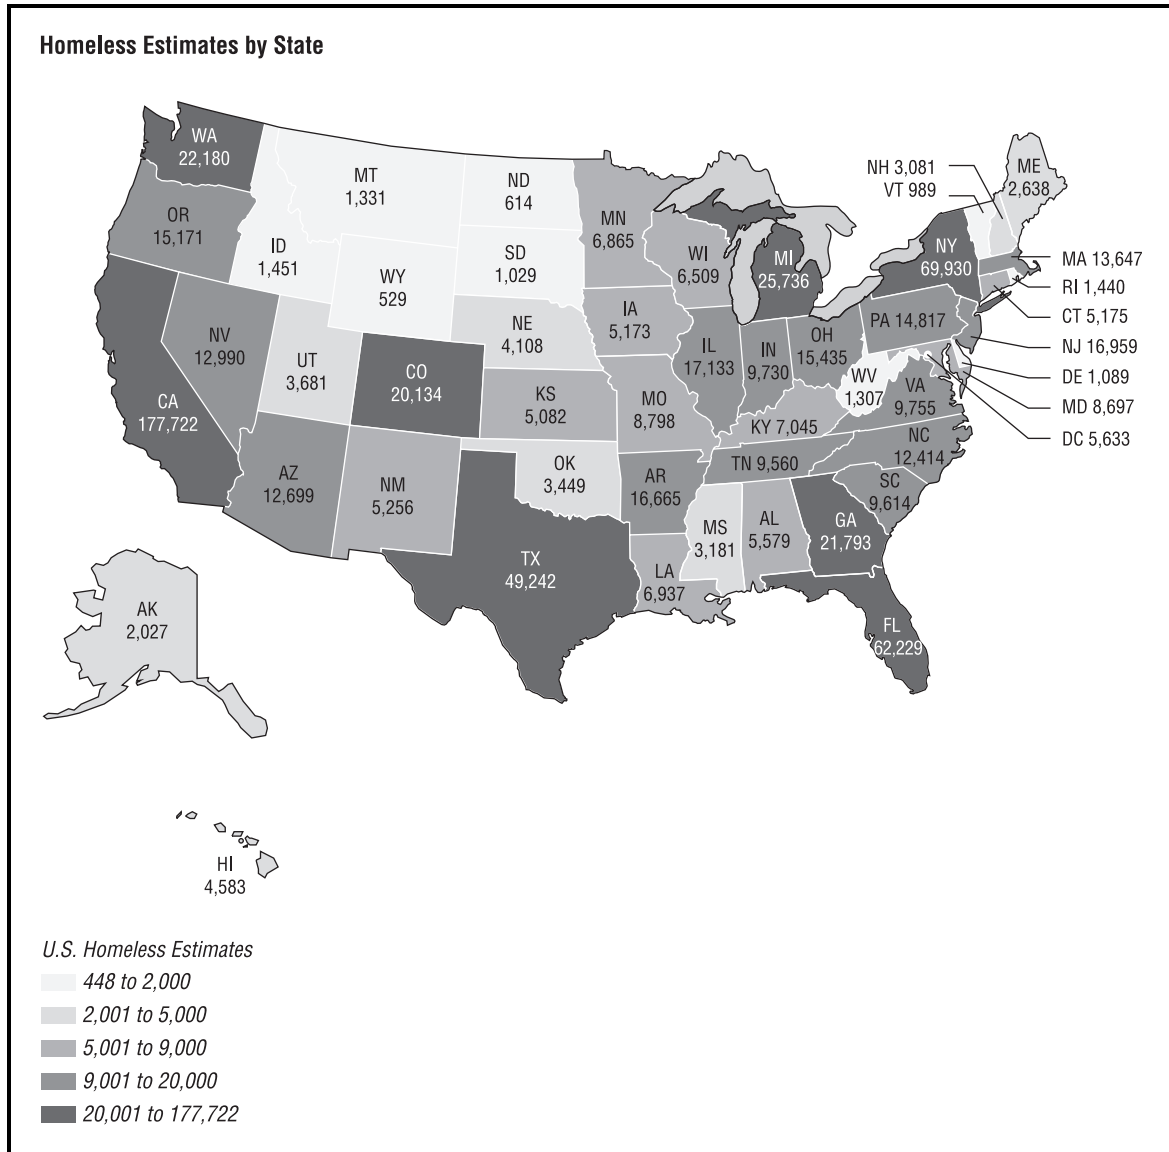 Homeless Estimates by State
WA
22,180
OR
15,171
CA
177,722
NV
12,990
ID
1,451
MT
1,331
WY
529
UT
3,681
CO
20,134
AZ
12,699
NM
5,256
ND
614
SD
1,029
NE
4,108
KS
5,082
OK
3,449
TX
49,242
MN
6,865
IA
5,173
MO
8,798
AR
16,665
LA
6,937
WI
6,509
IL
17,133
MI
25,736
IN
9,730
OH
15,435
KY 7,045
TN 9,560
MS
3,181
AL
5,579
GA
21,793
FL
62,229
SC
9,614
NC
12,414
VA
9,755
WV
1,307
PA 14,817
NY
69,930
ME
2,638
NH 3,081
VT 989
MA 13,647
RI 1,440
CT 5,175
NJ 16,959
DE 1,089
MD 8,697
DC 5,633
AK
2,027
HI
4,583
U.S. Homeless Estimates
448 to 2,000
2,001 to 5,000
5,001 to 9,000
9,001 to 20,000
20,001 to 177,722